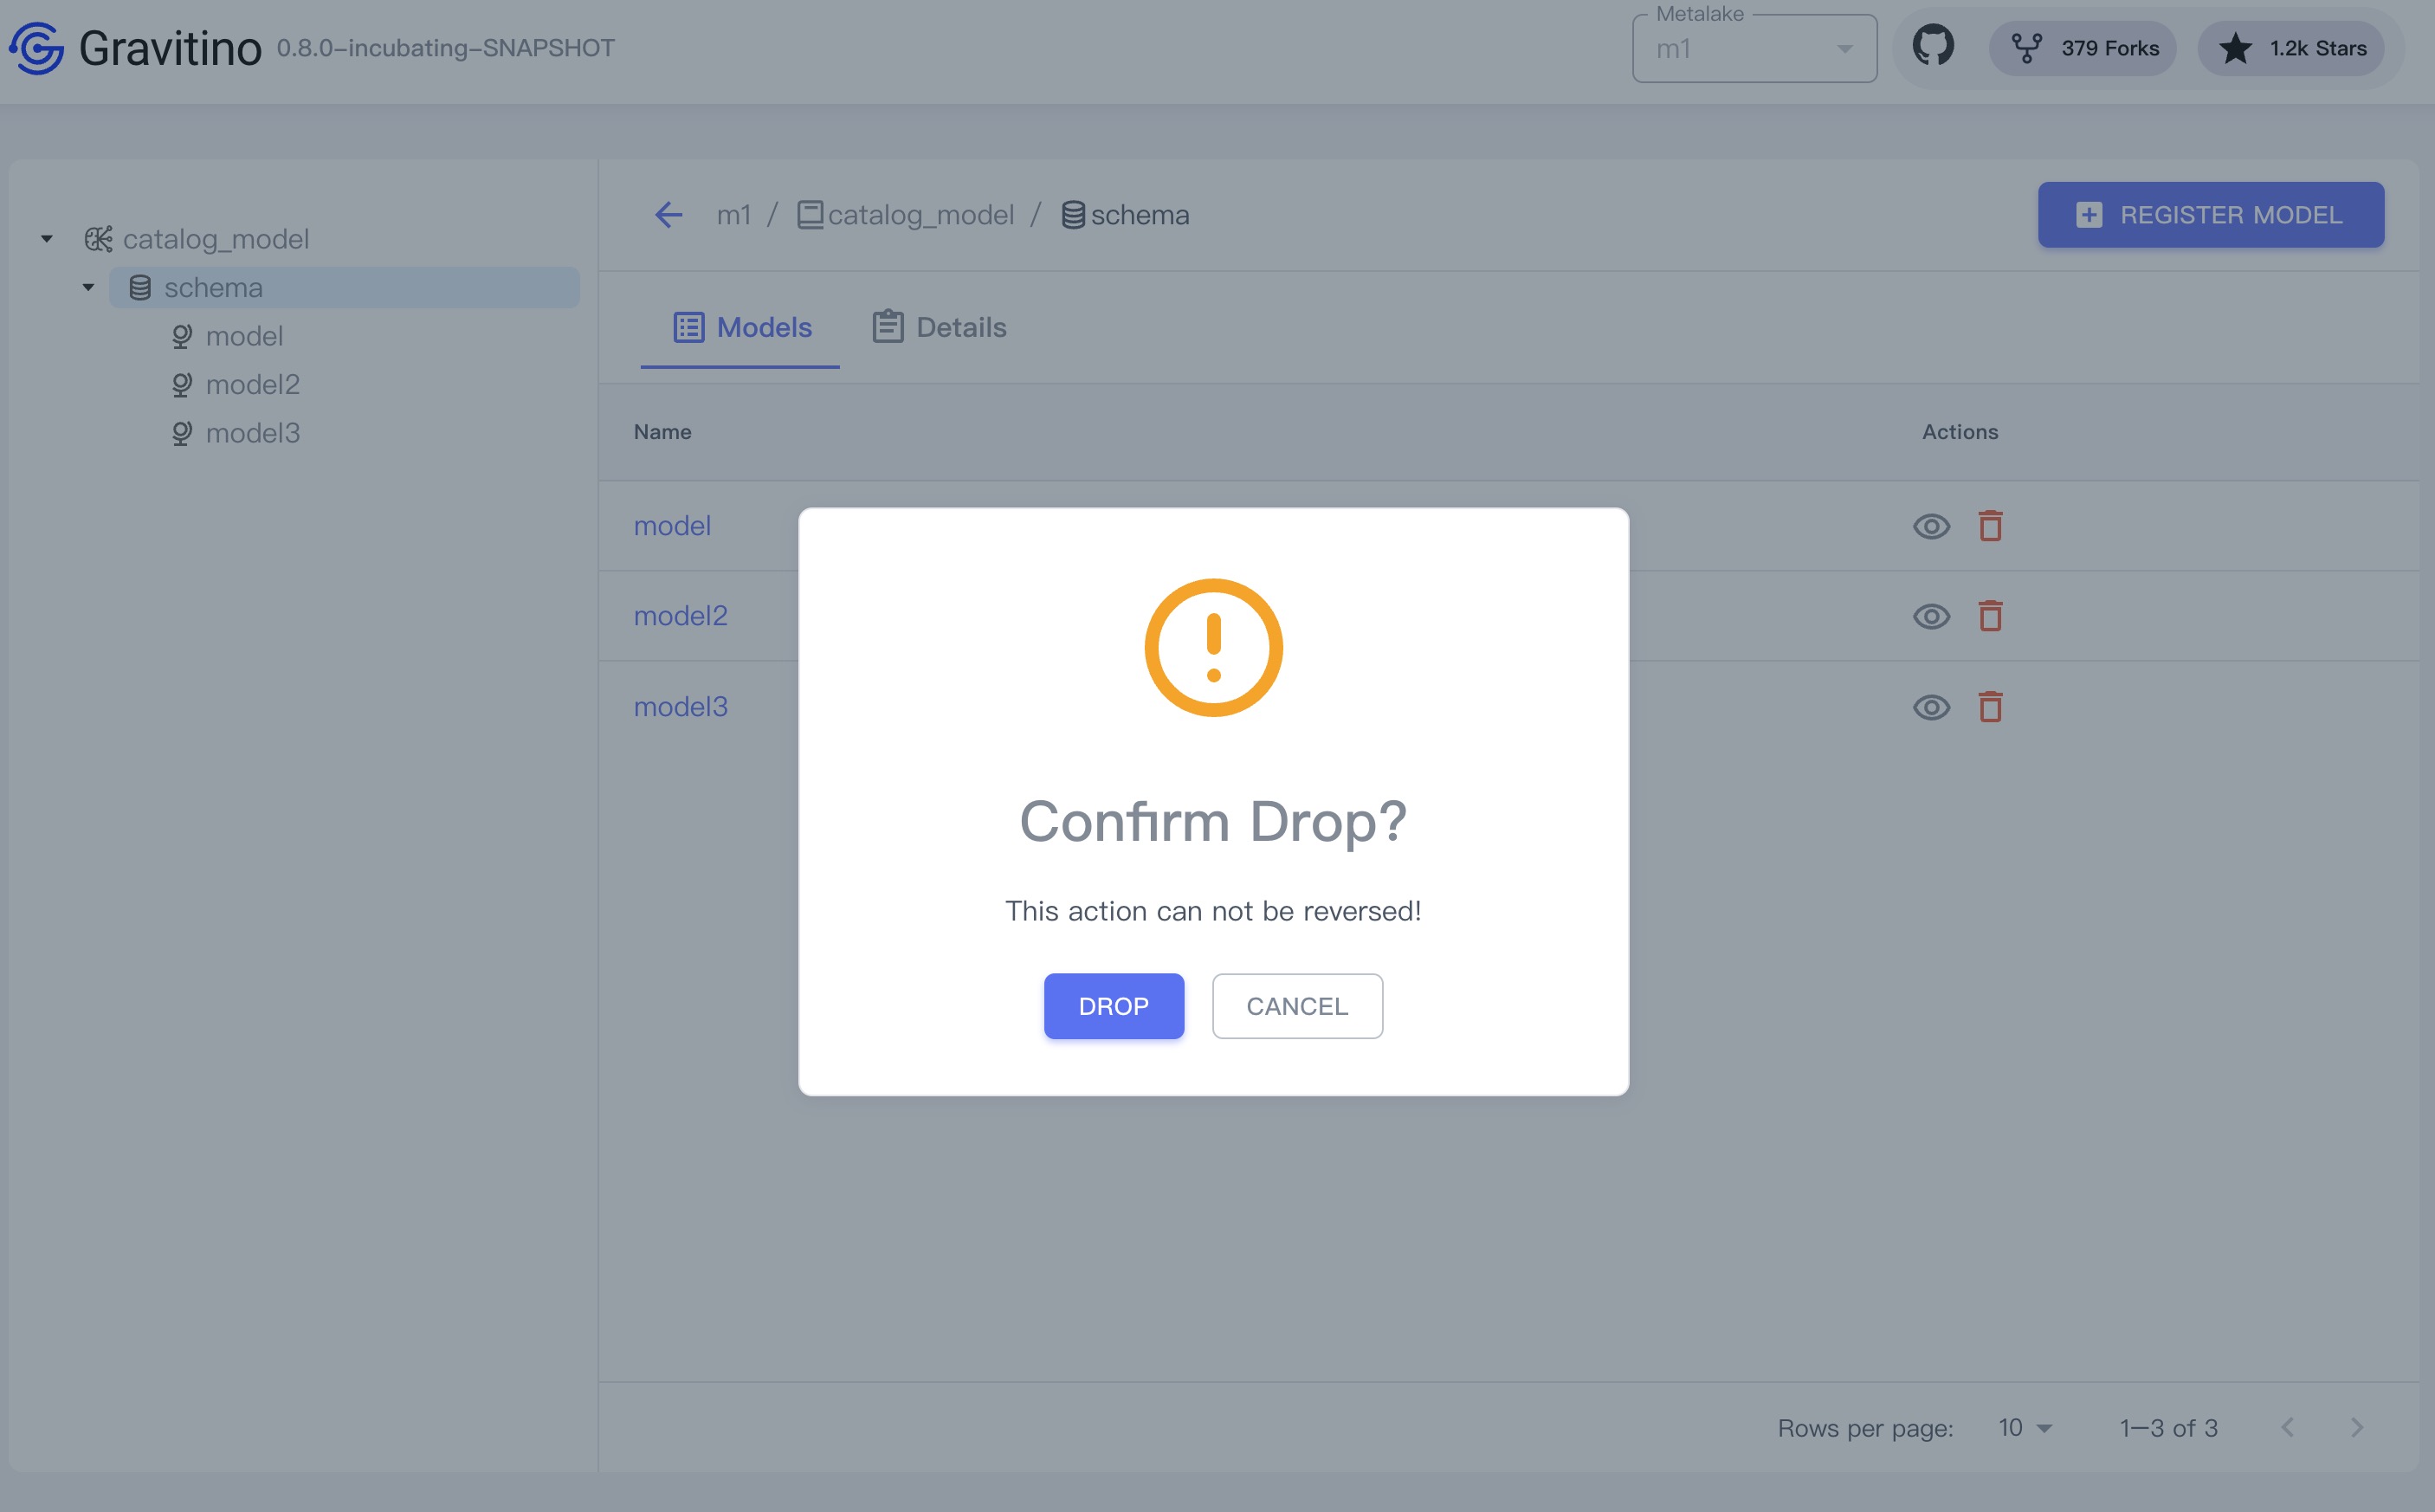 Gravitino 0.8.0-incubating-SNAPSHOT
Metalake
m1
379 Forks
1.2k Stars
catalog_model
schema
model
model2
model3
m1 / catalog_model / schema
REGISTER MODEL
Models
Details
Name
Actions
model
model2
model3
Confirm Drop?
This action can not be reversed!
DROP
CANCEL
Rows per page: 10
1–3 of 3